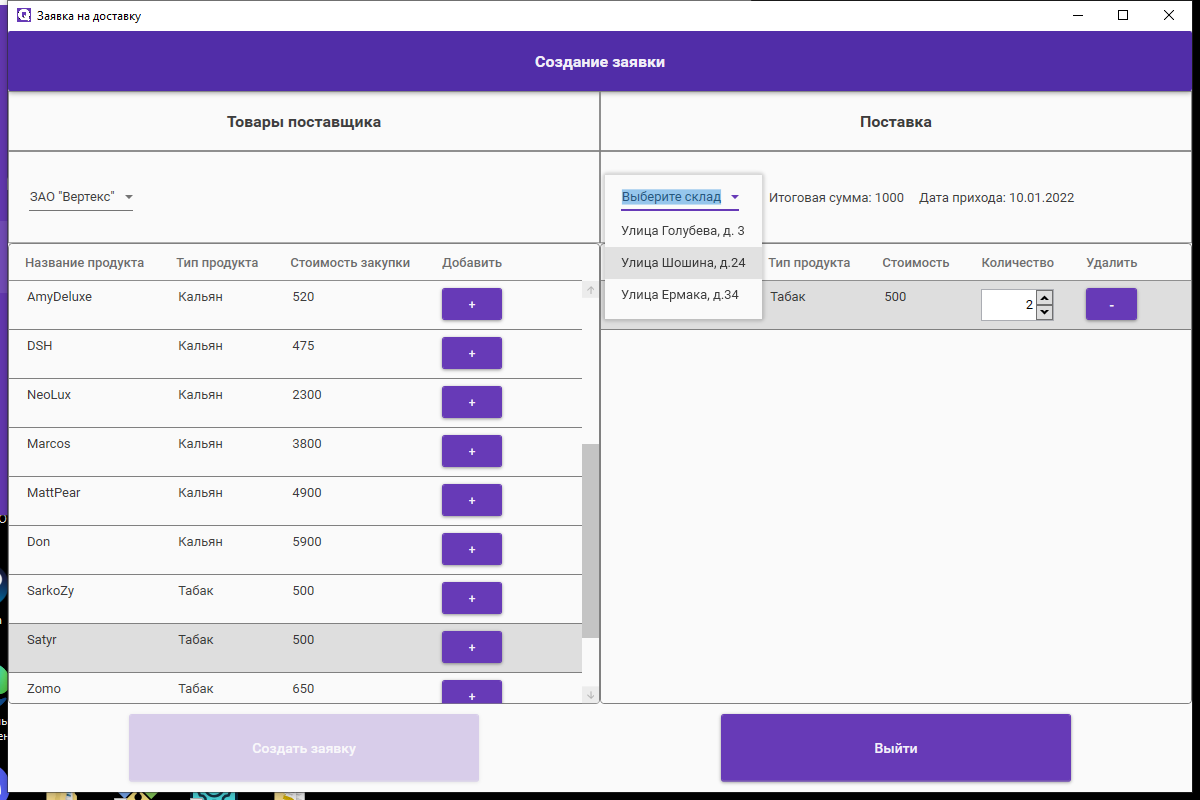 Заявка на доставку
Создание заявки
Товары поставщика
Поставка
ЗАО "Вертекс"
Выберите склад
Итоговая сумма: 1000 Дата прихода: 10.01.2022
Улица Голубева, д. 3
Улица Шошина, д.24
Улица Ермака, д.34
Название продукта Тип продукта Стоимость закупки Добавить
AmyDeluxe Кальян 520 +
DSH Кальян 475 +
NeoLux Кальян 2300 +
Marcos Кальян 3800 +
MattPear Кальян 4900 +
Don Кальян 5900 +
SarkoZy Табак 500 +
Satyr Табак 500 +
Zomo Табак 650 +
Тип продукта Стоимость Количество Удалить
Табак 500 2 -
Создать заявку
Выйти